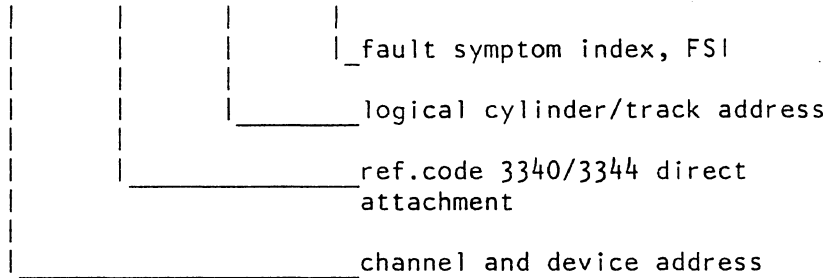 fault symptom index, FSI
logical cylinder/track address
ref.code 3340/3344 direct
attachment
channel and device address